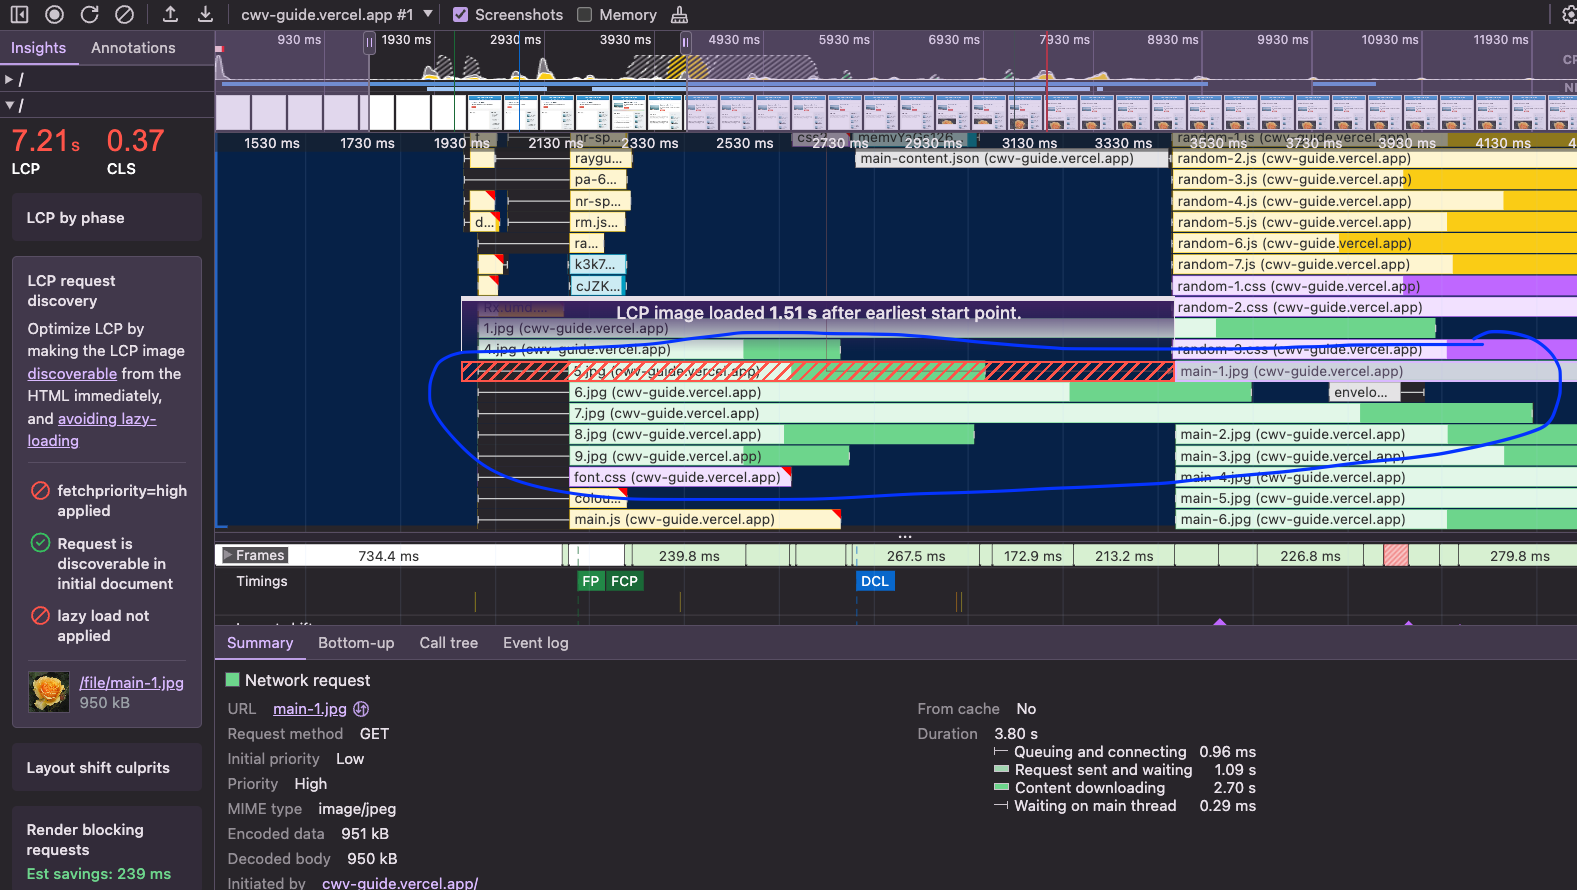 cwv-guide.vercel.app #1 Screenshots Memory
Insights Annotations
930 ms 1930 ms 2930 ms 3930 ms 4930 ms 5930 ms 6930 ms 7930 ms 8930 ms 9930 ms 10930 ms 11930 ms
/
/
7.21s 0.37
LCP CLS
LCP by phase
LCP request
discovery
Optimize LCP by
making the LCP image
discoverable from the
HTML immediately,
and avoiding lazy-
loading
fetchpriority=high
applied
Request is
discoverable in
initial document
lazy load not
applied
/file/main-1.jpg
950 kB
Layout shift culprits
Render blocking
requests
Est savings: 239 ms
1530 ms 1730 ms 1930 ms 2130 ms 2330 ms 2530 ms 2730 ms 2930 ms 3130 ms 3330 ms 3530 ms 3730 ms 3930 ms 4130 ms
random-1.js (cwv-guide.vercel.app)
raygu... main-content.json (cwv-guide.vercel.app) random-2.js (cwv-guide.vercel.app)
pa-6... random-3.js (cwv-guide.vercel.app)
nr-sp... random-4.js (cwv-guide.vercel.app)
d... rm.js... random-5.js (cwv-guide.vercel.app)
ra... random-6.js (cwv-guide.vercel.app)
k3k7... random-7.js (cwv-guide.vercel.app)
cJZK... random-1.css (cwv-guide.vercel.app)
Rx.umd.... random-2.css (cwv-guide.vercel.app)
LCP image loaded 1.51 s after earliest start point.
1.jpg (cwv-guide.vercel.app)
4.jpg (cwv-guide.vercel.app) random-3.css (cwv-guide.vercel.app)
5.jpg (cwv-guide.vercel.app) main-1.jpg (cwv-guide.vercel.app)
6.jpg (cwv-guide.vercel.app) envelo...
7.jpg (cwv-guide.vercel.app)
8.jpg (cwv-guide.vercel.app) main-2.jpg (cwv-guide.vercel.app)
9.jpg (cwv-guide.vercel.app) main-3.jpg (cwv-guide.vercel.app)
font.css (cwv-guide.vercel.app) main-4.jpg (cwv-guide.vercel.app)
colou... main-5.jpg (cwv-guide.vercel.app)
main.js (cwv-guide.vercel.app) main-6.jpg (cwv-guide.vercel.app)
Frames 734.4 ms 239.8 ms 267.5 ms 172.9 ms 213.2 ms 226.8 ms 279.8 ms
Timings FP FCP DCL
Summary Bottom-up Call tree Event log
Network request
URL main-1.jpg
Request method GET
Initial priority Low
Priority High
MIME type image/jpeg
Encoded data 951 kB
Decoded body 950 kB
Initiated by cwv-guide.vercel.app/
From cache No
Duration 3.80 s
Queuing and connecting 0.96 ms
Request sent and waiting 1.09 s
Content downloading 2.70 s
Waiting on main thread 0.29 ms